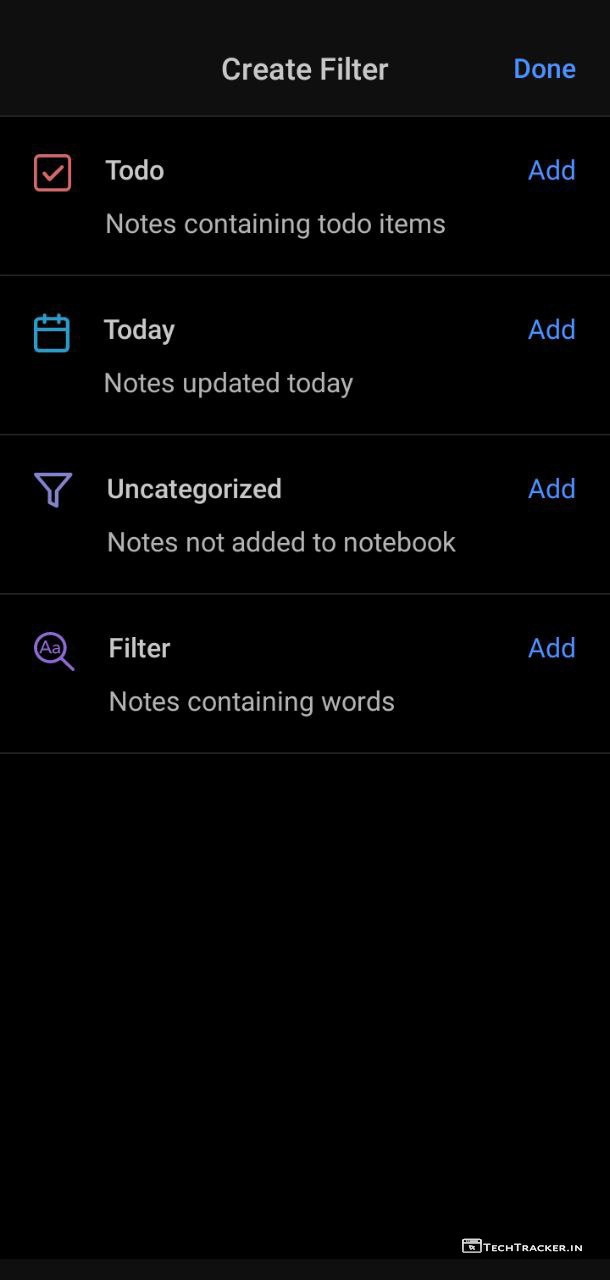 Create Filter
Done
Todo
Add
Notes containing todo items
Today
Add
Notes updated today
Uncategorized
Add
Notes not added to notebook
Aa
Filter
Add
Notes containing words
TECHTRACKER.IN